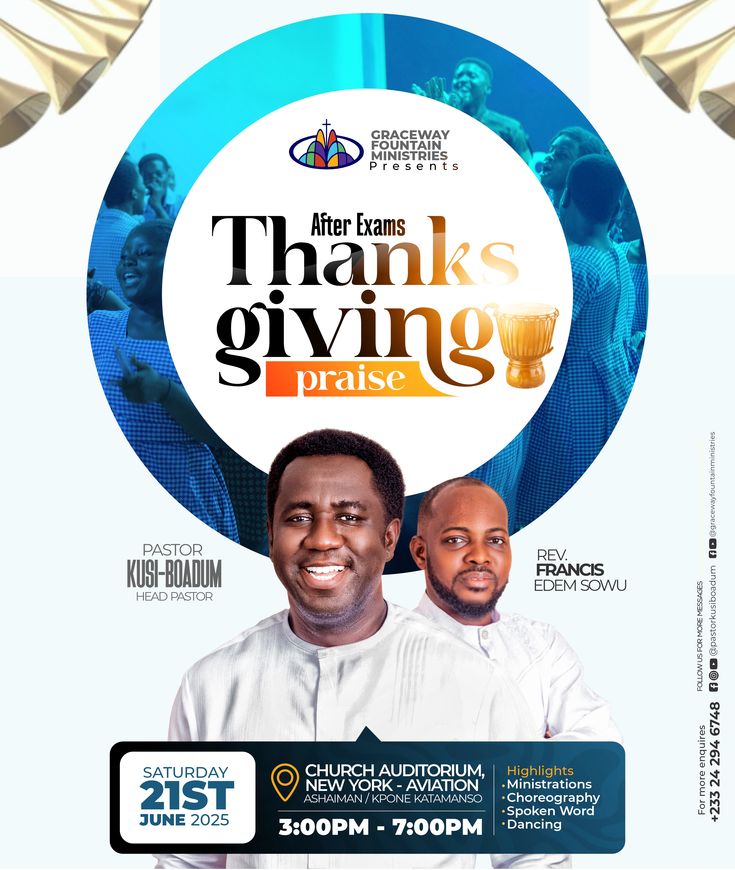 GRACEWAY
FOUNTAIN
MINISTRIES
Presents
After Exams
Thanks
giving
praise
PASTOR
KUSI-BOADUM
HEAD PASTOR
REV.
FRANCIS
EDEM SOWU
SATURDAY
21ST
JUNE 2025
CHURCH AUDITORIUM,
NEW YORK - AVIATION
ASHAIMAN / KPONE KATAMANSO
3:00PM - 7:00PM
Highlights
• Ministrations
• Choreography
• Spoken Word
• Dancing
For more enquires
+233 24 294 6748
FOLLOW US FOR MORE MESSAGES
@pastorkusiboadum
@gracewayfountainministries